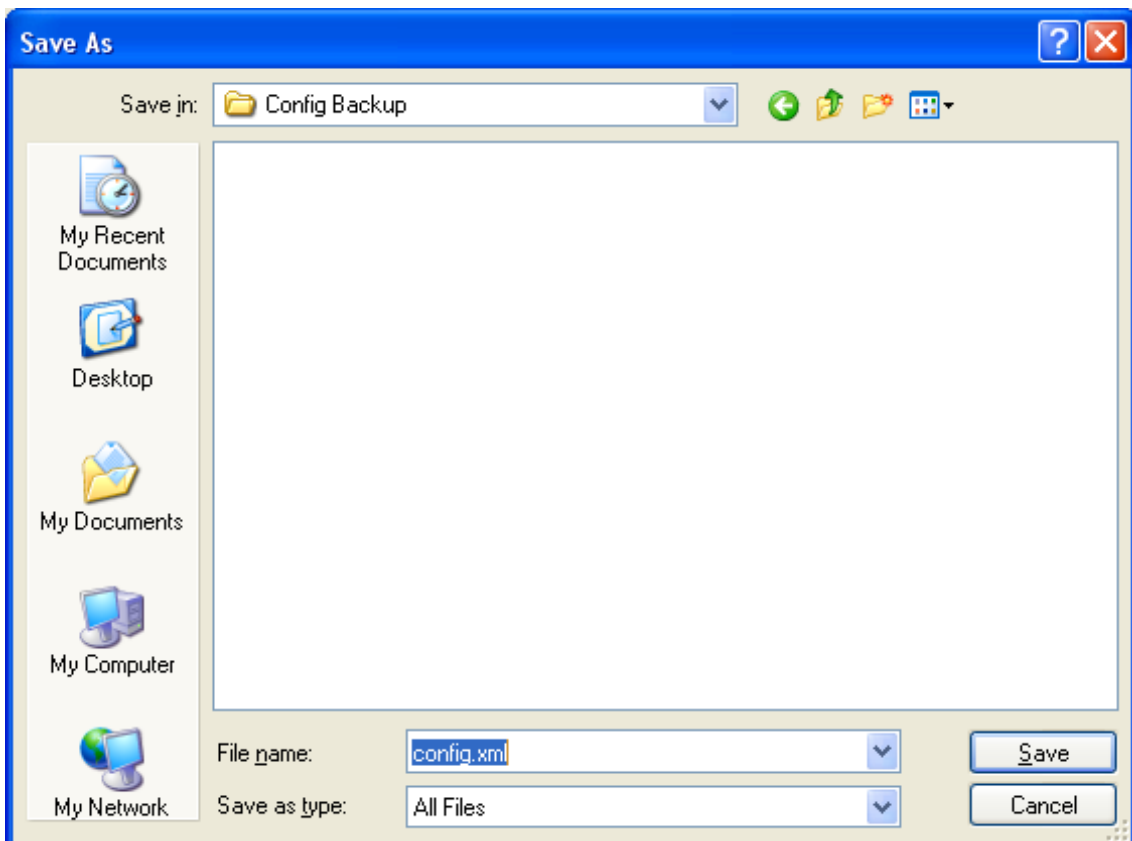 Save As
Save in:
Config Backup
My Recent
Documents
Desktop
My Documents
My Computer
My Network
File name:
config.xml
Save
Save as type:
All Files
Cancel